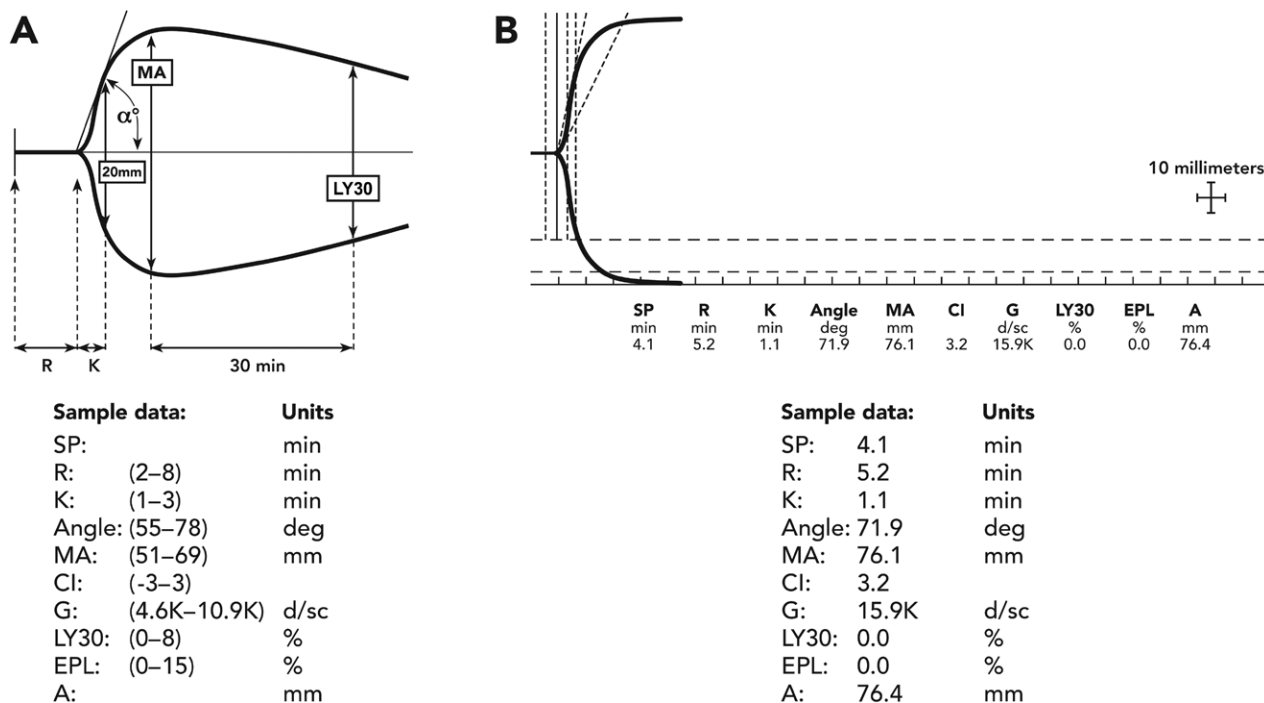 A
MA
α°
20mm
LY30
R K 30 min
Sample data: Units
SP: min
R: (2–8) min
K: (1–3) min
Angle: (55–78) deg
MA: (51–69) mm
CI: (-3–3)
G: (4.6K–10.9K) d/sc
LY30: (0–8) %
EPL: (0–15) %
A: mm
B
10 millimeters
SP R K Angle MA CI G LY30 EPL A
min min min deg mm d/sc % % mm
4.1 5.2 1.1 71.9 76.1 3.2 15.9K 0.0 0.0 76.4
Sample data: Units
SP: 4.1 min
R: 5.2 min
K: 1.1 min
Angle: 71.9 deg
MA: 76.1 mm
CI: 3.2
G: 15.9K d/sc
LY30: 0.0 %
EPL: 0.0 %
A: 76.4 mm